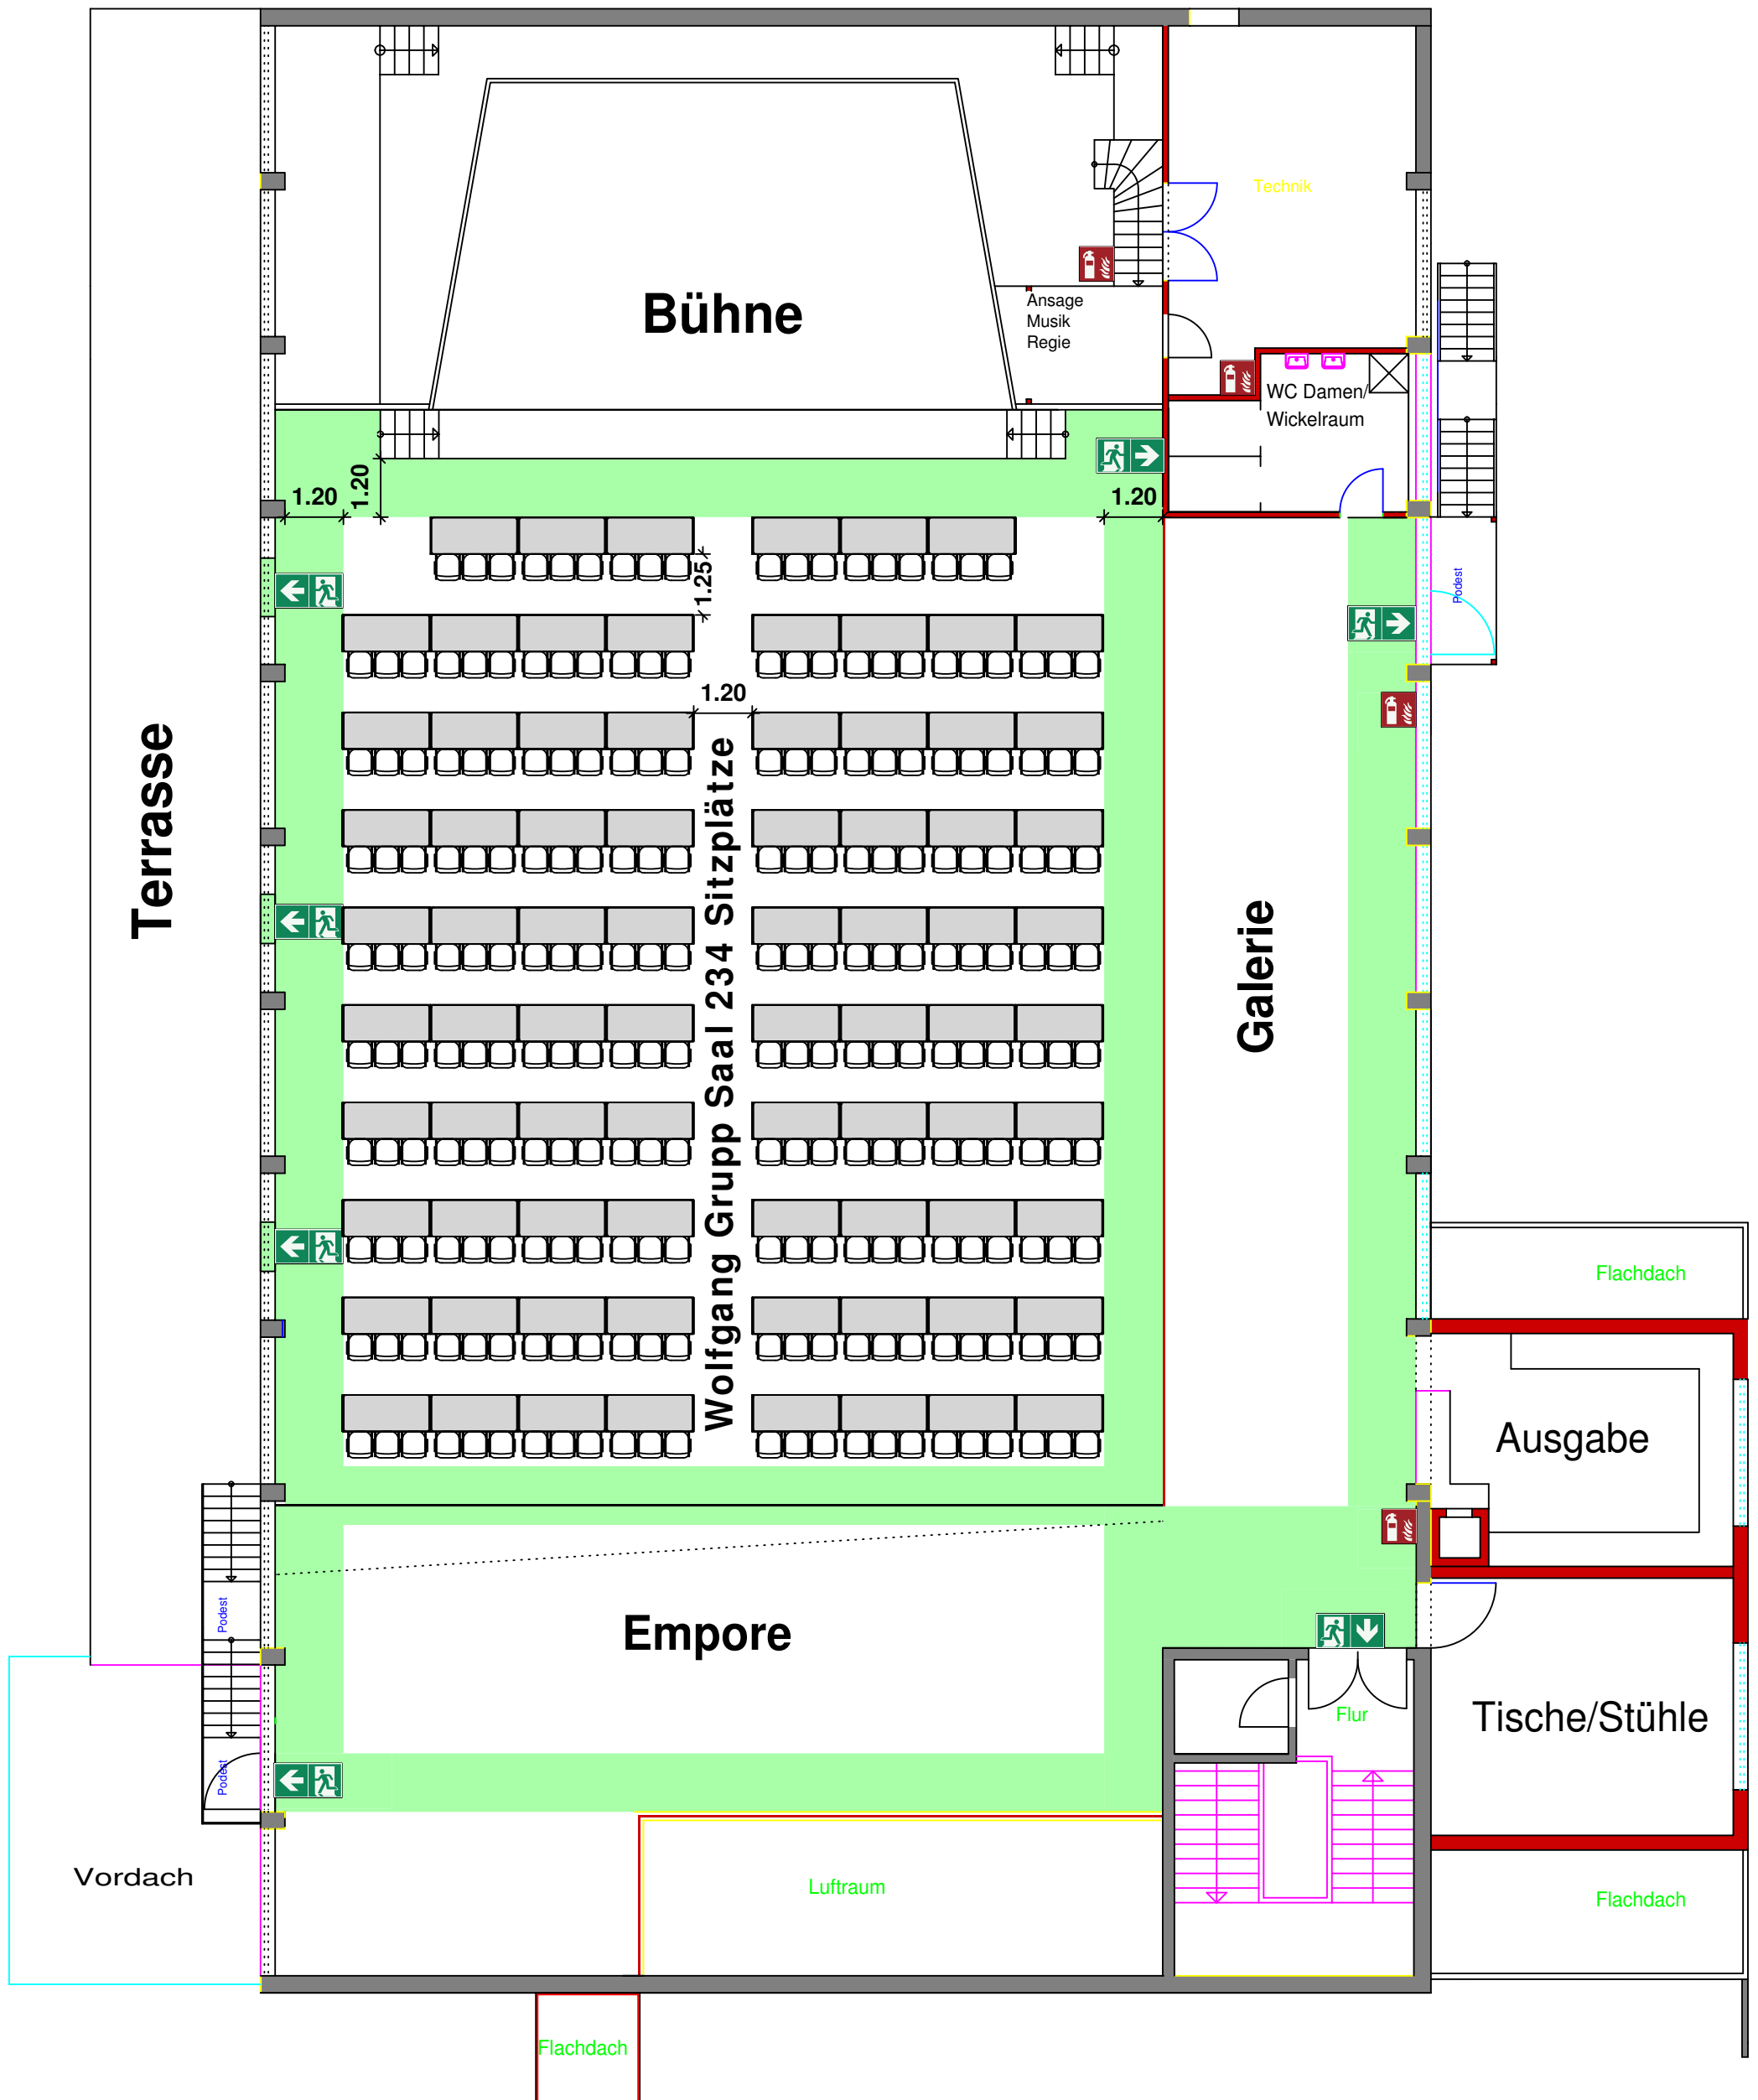 Technik
Bühne
Ansage
Musik
Regie
WC Damen/
Wickelraum
1.20
1.20
1.20
1.25
Podest
1.20
Terrasse
Wolfgang Grupp Saal 234 Sitzplätze
Galerie
Flachdach
Ausgabe
Podest
Empore
Tische/Stühle
Flur
Podest
Vordach
Luftraum
Flachdach
Flachdach